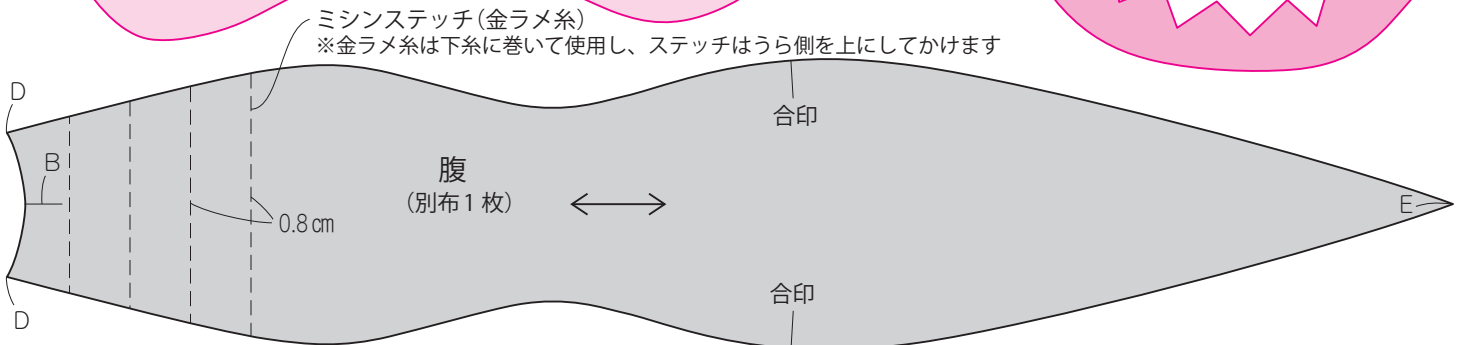 ミシンステッチ(金ラメ糸)
※金ラメ糸は下糸に巻いて使用し、ステッチはうら側を上にしてかけます
D
合印
B
腹
(別布1枚)
E
0.8㎝
合印
D